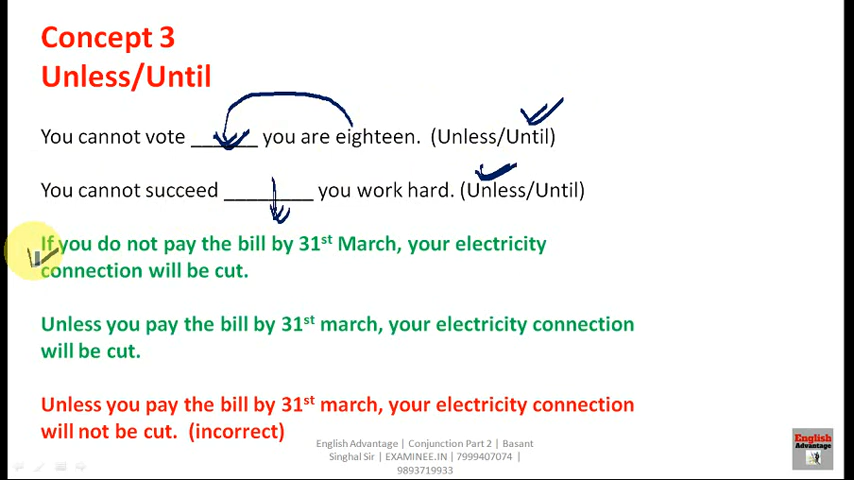 Concept 3
Unless/Until
You cannot vote ______ you are eighteen. (Unless/Until)
You cannot succeed ________ you work hard. (Unless/Until)
If you do not pay the bill by 31st March, your electricity
connection will be cut.
Unless you pay the bill by 31st march, your electricity connection
will be cut.
Unless you pay the bill by 31st march, your electricity connection
will not be cut. (incorrect)
English Advantage | Conjunction Part 2 | Basant
Singhal Sir | EXAMINEE.IN | 7999407074 |
9893719933
English
Advantage